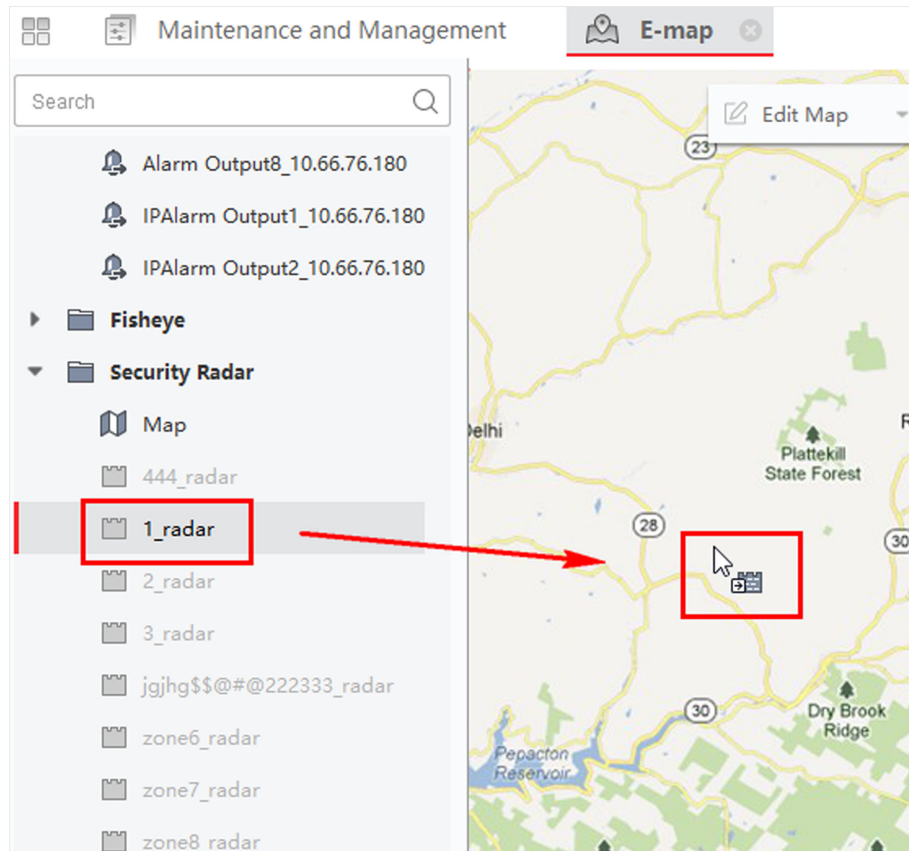 Maintenance and Management
E-map
Search
Edit Map
Alarm Output8_10.66.76.180
IPAlarm Output1_10.66.76.180
IPAlarm Output2_10.66.76.180
Fisheye
Security Radar
Map
444_radar
1_radar
2_radar
3_radar
jgjhg$$@#@222333_radar
zone6_radar
zone7_radar
zone8_radar
23
elhi
Plattekill
State Forest
R
28
30
30
Dry Brook
Ridge
Pepacton
Reservoir